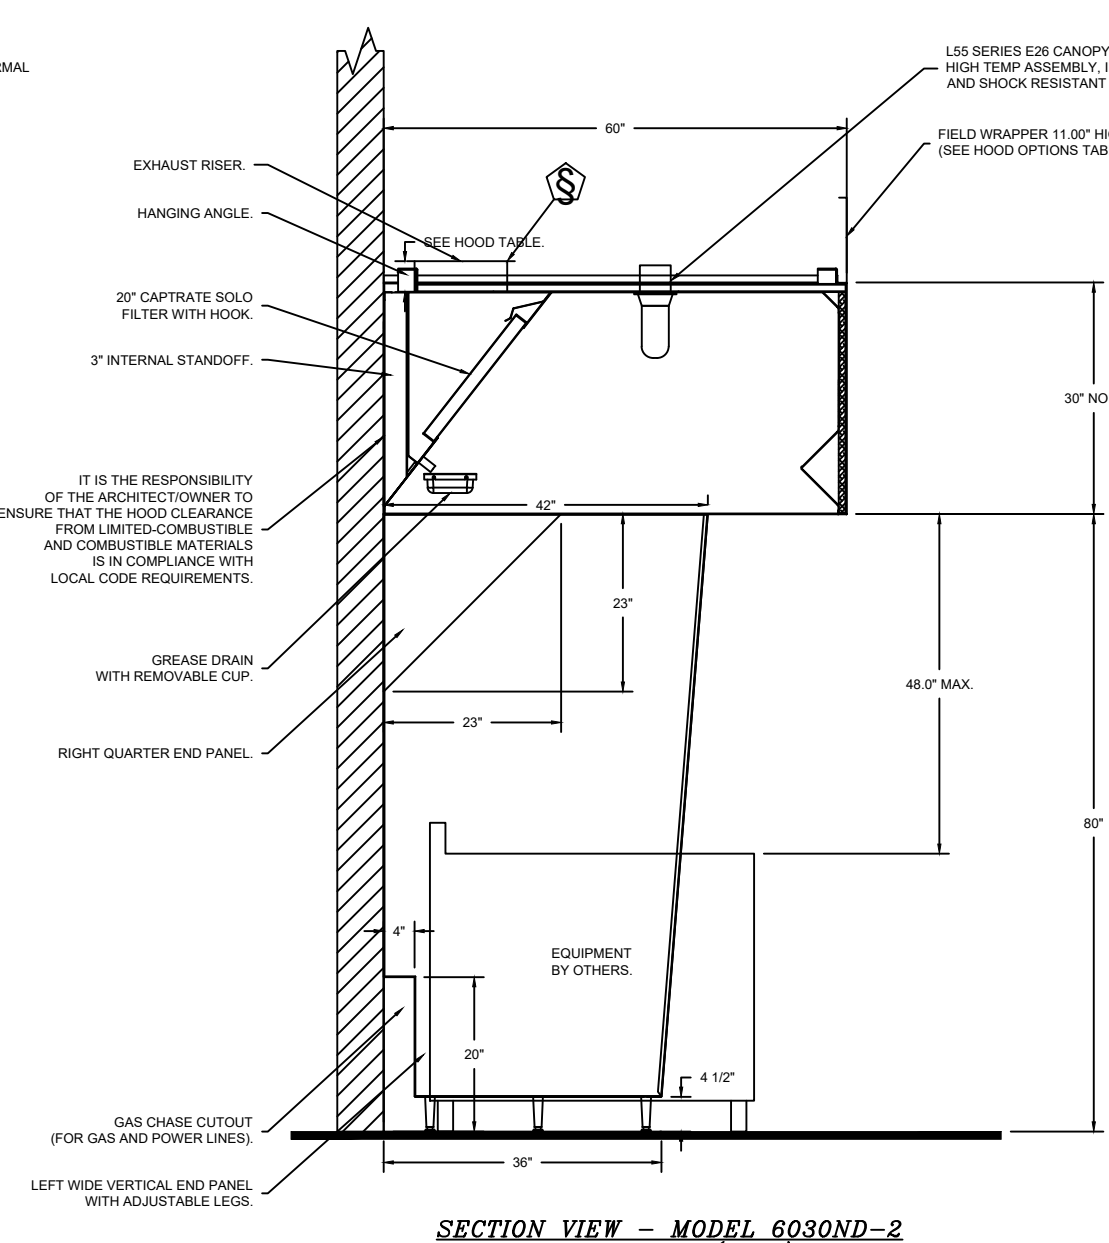 RMAL
L55 SERIES E26 CANOPY
HIGH TEMP ASSEMBLY, I
AND SHOCK RESISTANT
60"
FIELD WRAPPER 11.00" HI
(SEE HOOD OPTIONS TAB
EXHAUST RISER.
§
HANGING ANGLE.
SEE HOOD TABLE.
20" CAPTRATE SOLO
FILTER WITH HOOK.
3" INTERNAL STANDOFF.
30" NO
IT IS THE RESPONSIBILITY
OF THE ARCHITECT/OWNER TO
ENSURE THAT THE HOOD CLEARANCE
FROM LIMITED-COMBUSTIBLE
AND COMBUSTIBLE MATERIALS
IS IN COMPLIANCE WITH
LOCAL CODE REQUIREMENTS.
42"
23"
GREASE DRAIN
WITH REMOVABLE CUP.
48.0" MAX.
23"
RIGHT QUARTER END PANEL.
80"
4"
EQUIPMENT
BY OTHERS.
20"
4 1/2"
GAS CHASE CUTOUT
(FOR GAS AND POWER LINES).
36"
LEFT WIDE VERTICAL END PANEL
WITH ADJUSTABLE LEGS.
SECTION VIEW - MODEL 6030ND-2